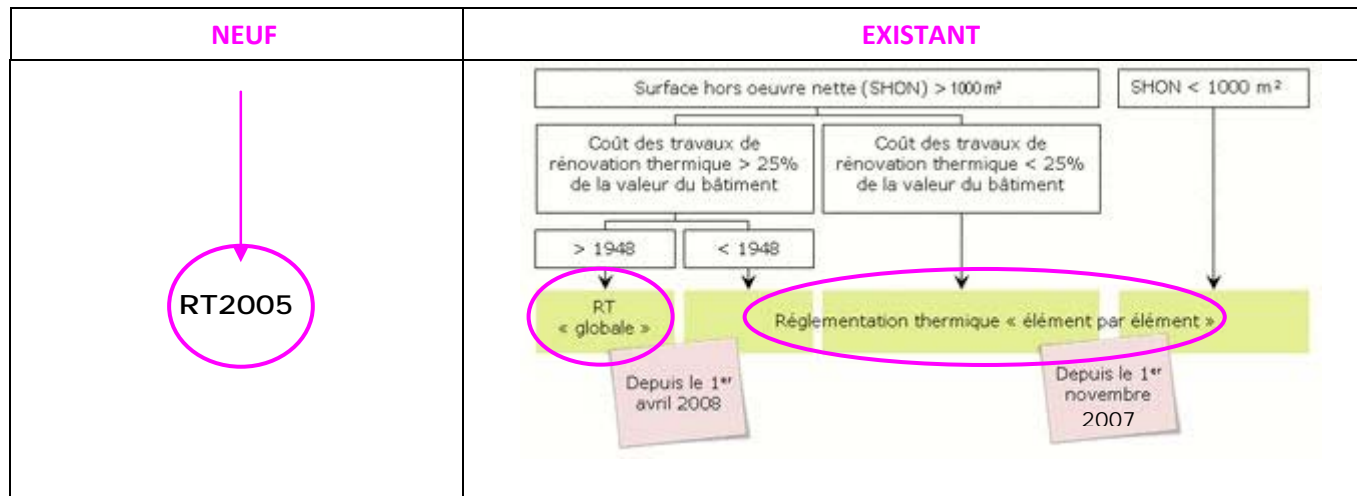 NEUF
EXISTANT
Surface hors oeuvre nette (SHON) > 1000 m²
SHON < 1000 m²
Coût des travaux de
rénovation thermique > 25%
de la valeur du bâtiment
Coût des travaux de
rénovation thermique < 25%
de la valeur du bâtiment
> 1948
< 1948
RT2005
RT
« globale »
Réglementation thermique « élément par élément »
Depuis le 1er
avril 2008
Depuis le 1er
novembre
2007